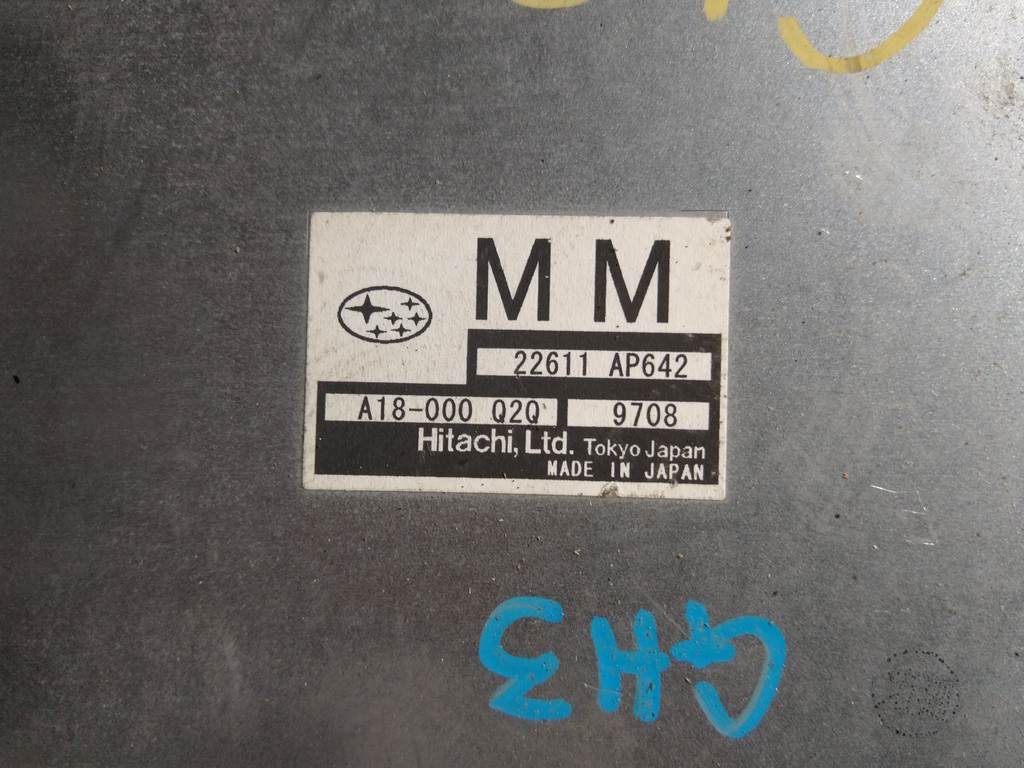 MM
22611 AP642
A18-000 Q2Q 9708
Hitachi, Ltd. Tokyo Japan
MADE IN JAPAN
GH3